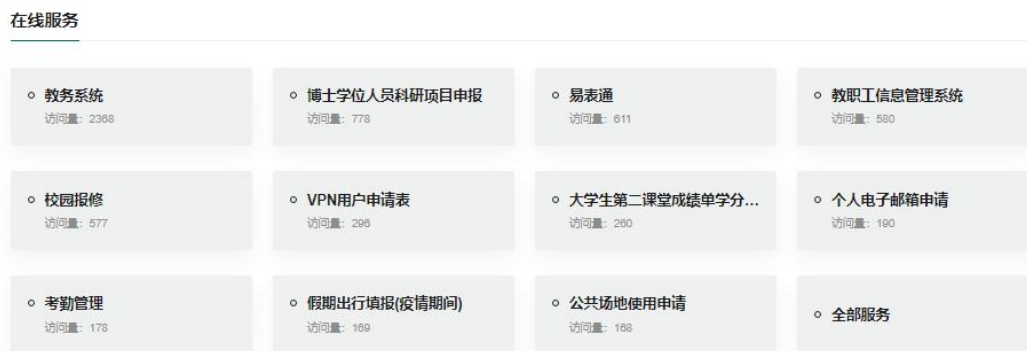 在线服务
教务系统
访问量: 2368
博士学位人员科研项目申报
访问量: 778
易表通
访问量: 611
教职工信息管理系统
访问量: 580
校园报修
访问量: 577
VPN用户申请表
访问量: 296
大学生第二课堂成绩单学分...
访问量: 260
个人电子邮箱申请
访问量: 190
考勤管理
访问量: 178
假期出行填报(疫情期间)
访问量: 169
公共场地使用申请
访问量: 168
全部服务